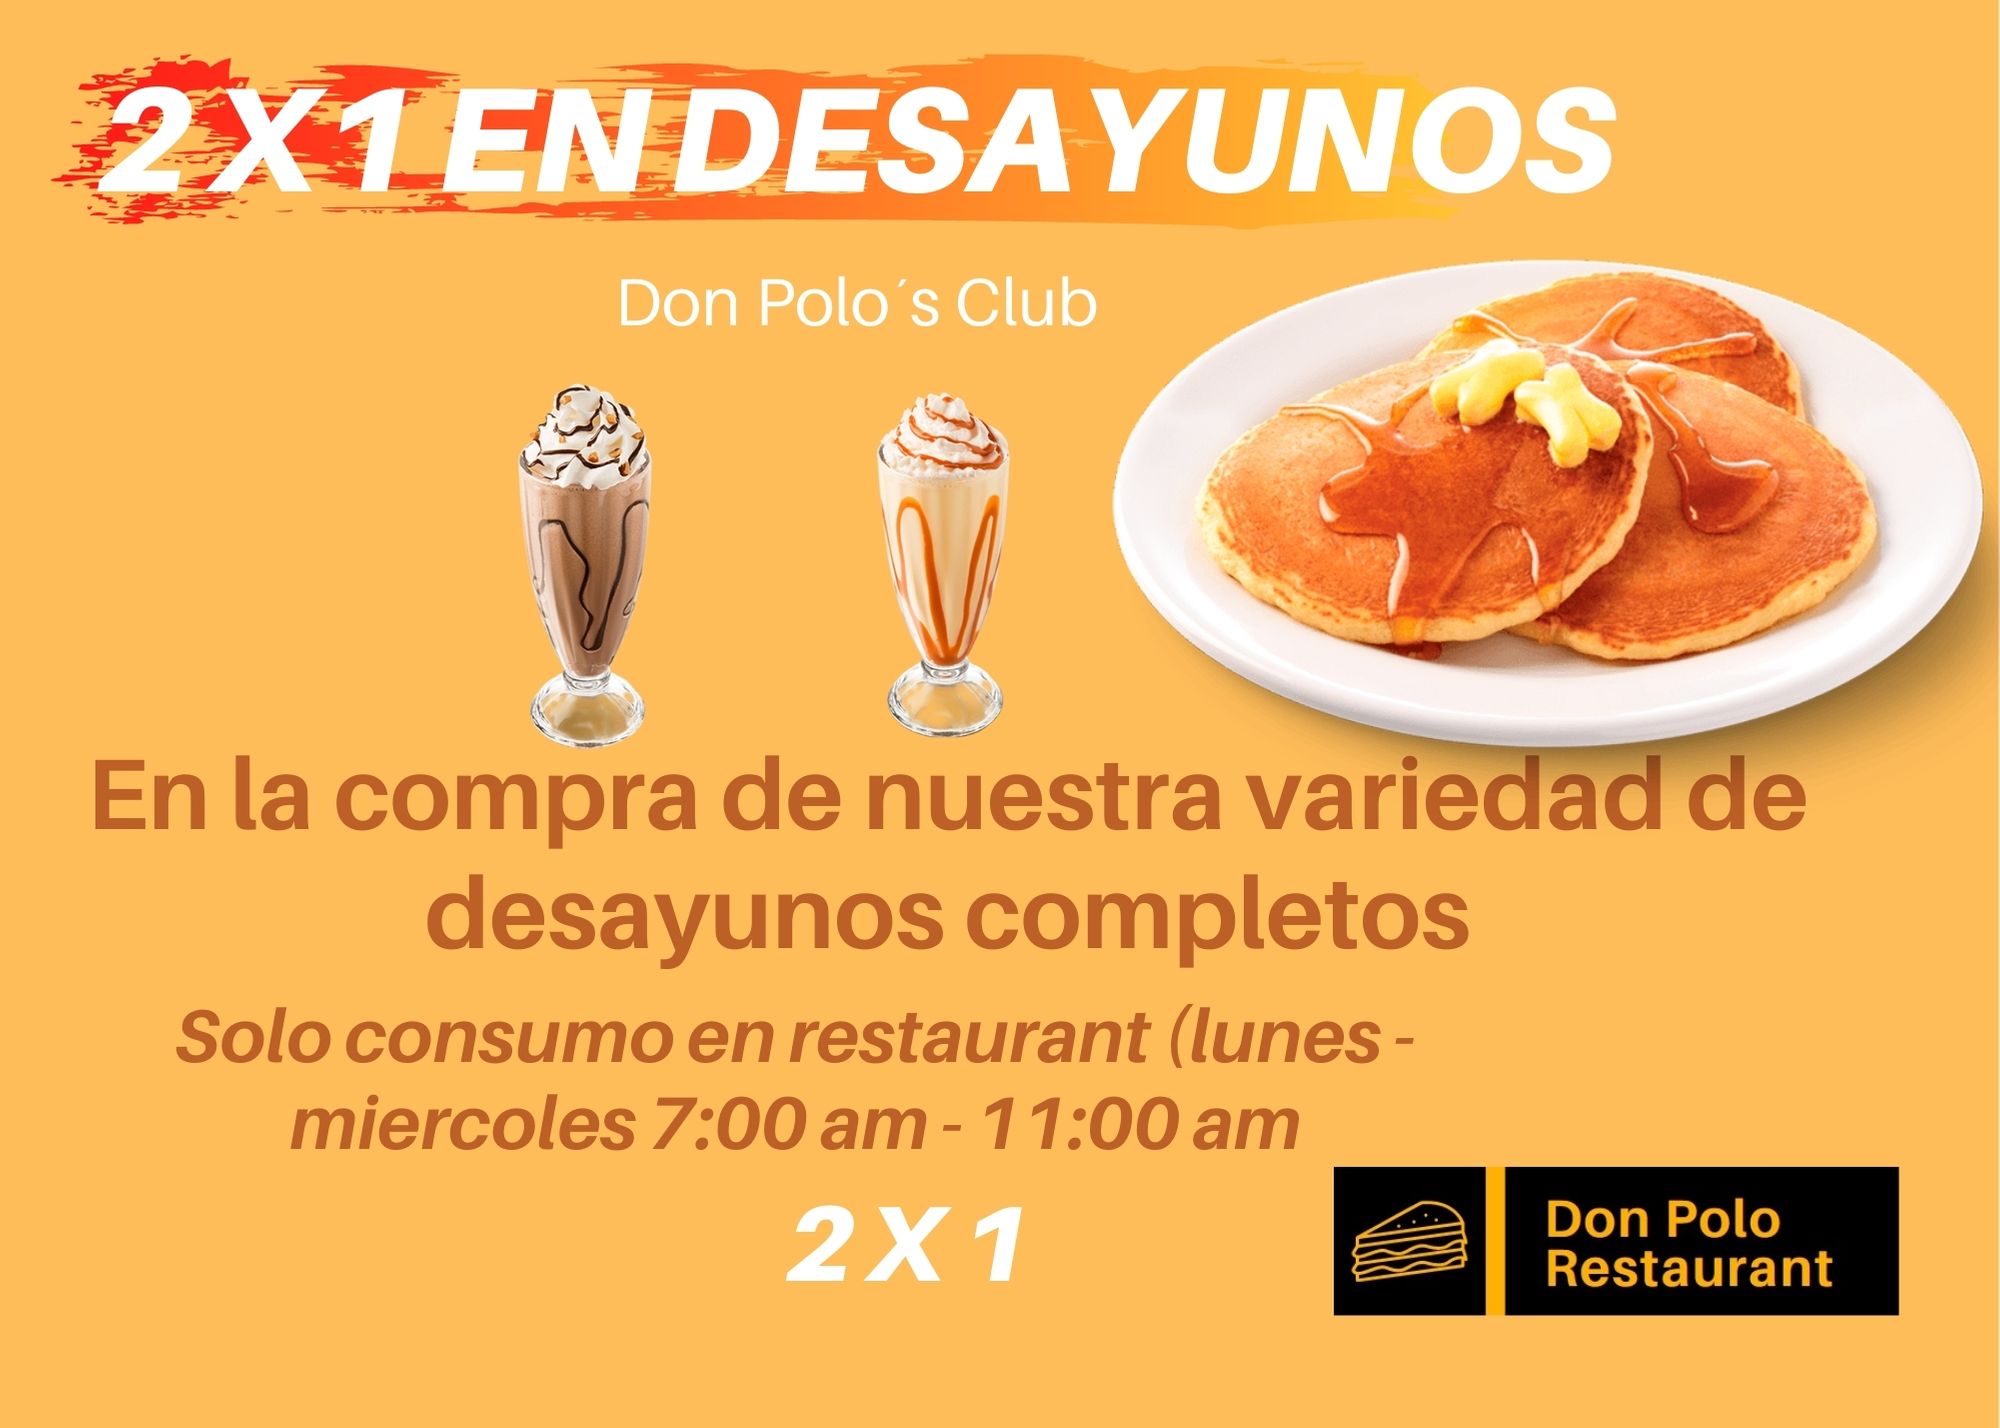 2 X 1 EN DESAYUNOS
Don Polo´s Club
En la compra de nuestra variedad de
desayunos completos
Solo consumo en restaurant (lunes -
miercoles 7:00 am - 11:00 am
2 X 1
Don Polo
Restaurant